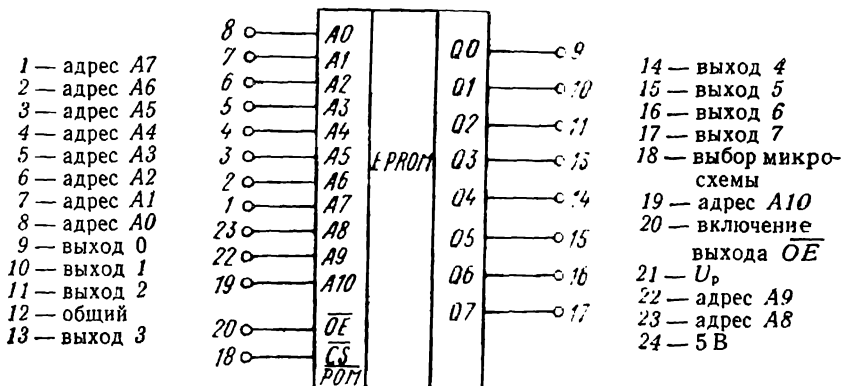 1 — адрес A7
2 — адрес A6
3 — адрес A5
4 — адрес A4
5 — адрес A3
6 — адрес A2
7 — адрес A1
8 — адрес A0
9 — выход 0
10 — выход 1
11 — выход 2
12 — общий
13 — выход 3
8 A0
7 A1
6 A2
5 A3
4 A4
3 A5
2 A6
1 A7
23 A8
22 A9
19 A10
20 OE
18 CS
POM
EPROM
Q0 9
Q1 10
Q2 11
Q3 13
Q4 14
Q5 15
Q6 16
Q7 17
14 — выход 4
15 — выход 5
16 — выход 6
17 — выход 7
18 — выбор микро-
схемы
19 — адрес A10
20 — включение
выхода OE
21 — Uр
22 — адрес A9
23 — адрес A8
24 — 5 В